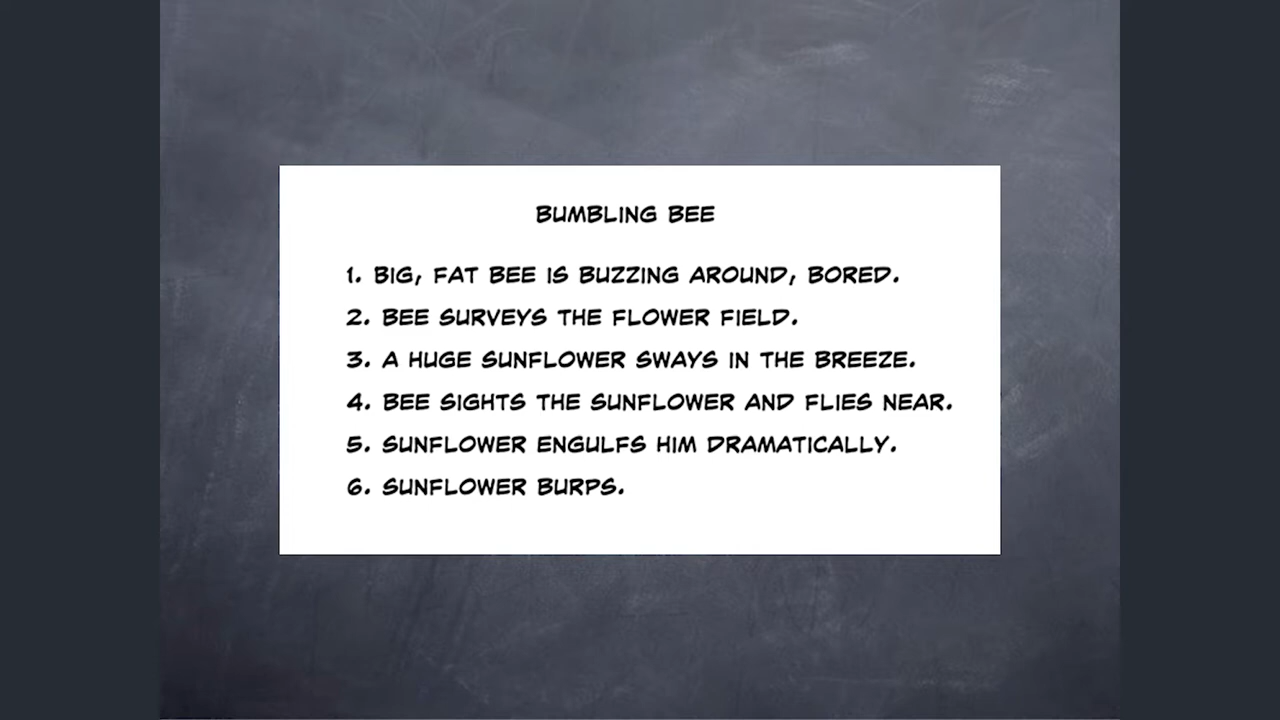 BUMBLING BEE
1. BIG, FAT BEE IS BUZZING AROUND, BORED.
2. BEE SURVEYS THE FLOWER FIELD.
3. A HUGE SUNFLOWER SWAYS IN THE BREEZE.
4. BEE SIGHTS THE SUNFLOWER AND FLIES NEAR.
5. SUNFLOWER ENGULFS HIM DRAMATICALLY.
6. SUNFLOWER BURPS.